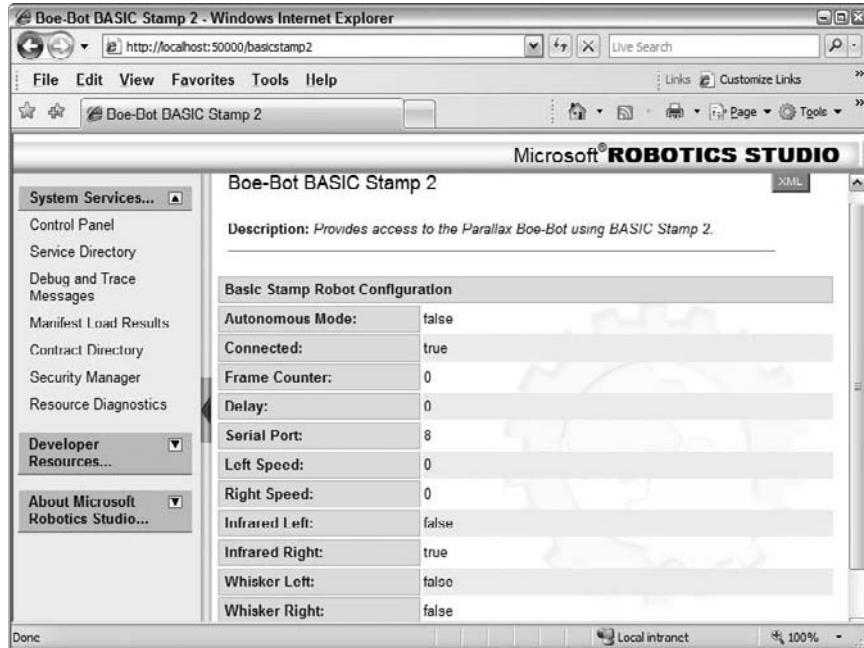 Boe-Bot BASIC Stamp 2 - Windows Internet Explorer
http://localhost:50000/basicstamp2
Live Search
File Edit View Favorites Tools Help
Links Customize Links
Boe-Bot BASIC Stamp 2
Page Tools
Microsoft®ROBOTICS STUDIO
System Services...
Control Panel
Service Directory
Debug and Trace
Messages
Manifest Load Results
Contract Directory
Security Manager
Resource Diagnostics
Developer
Resources...
About Microsoft
Robotics Studio...
Boe-Bot BASIC Stamp 2
XML
Description: Provides access to the Parallax Boe-Bot using BASIC Stamp 2.
Basic Stamp Robot Configuration
Autonomous Mode: false
Connected: true
Frame Counter: 0
Delay: 0
Serial Port: 8
Left Speed: 0
Right Speed: 0
Infrared Left: false
Infrared Right: true
Whisker Left: false
Whisker Right: false
Done
Local intranet
100%